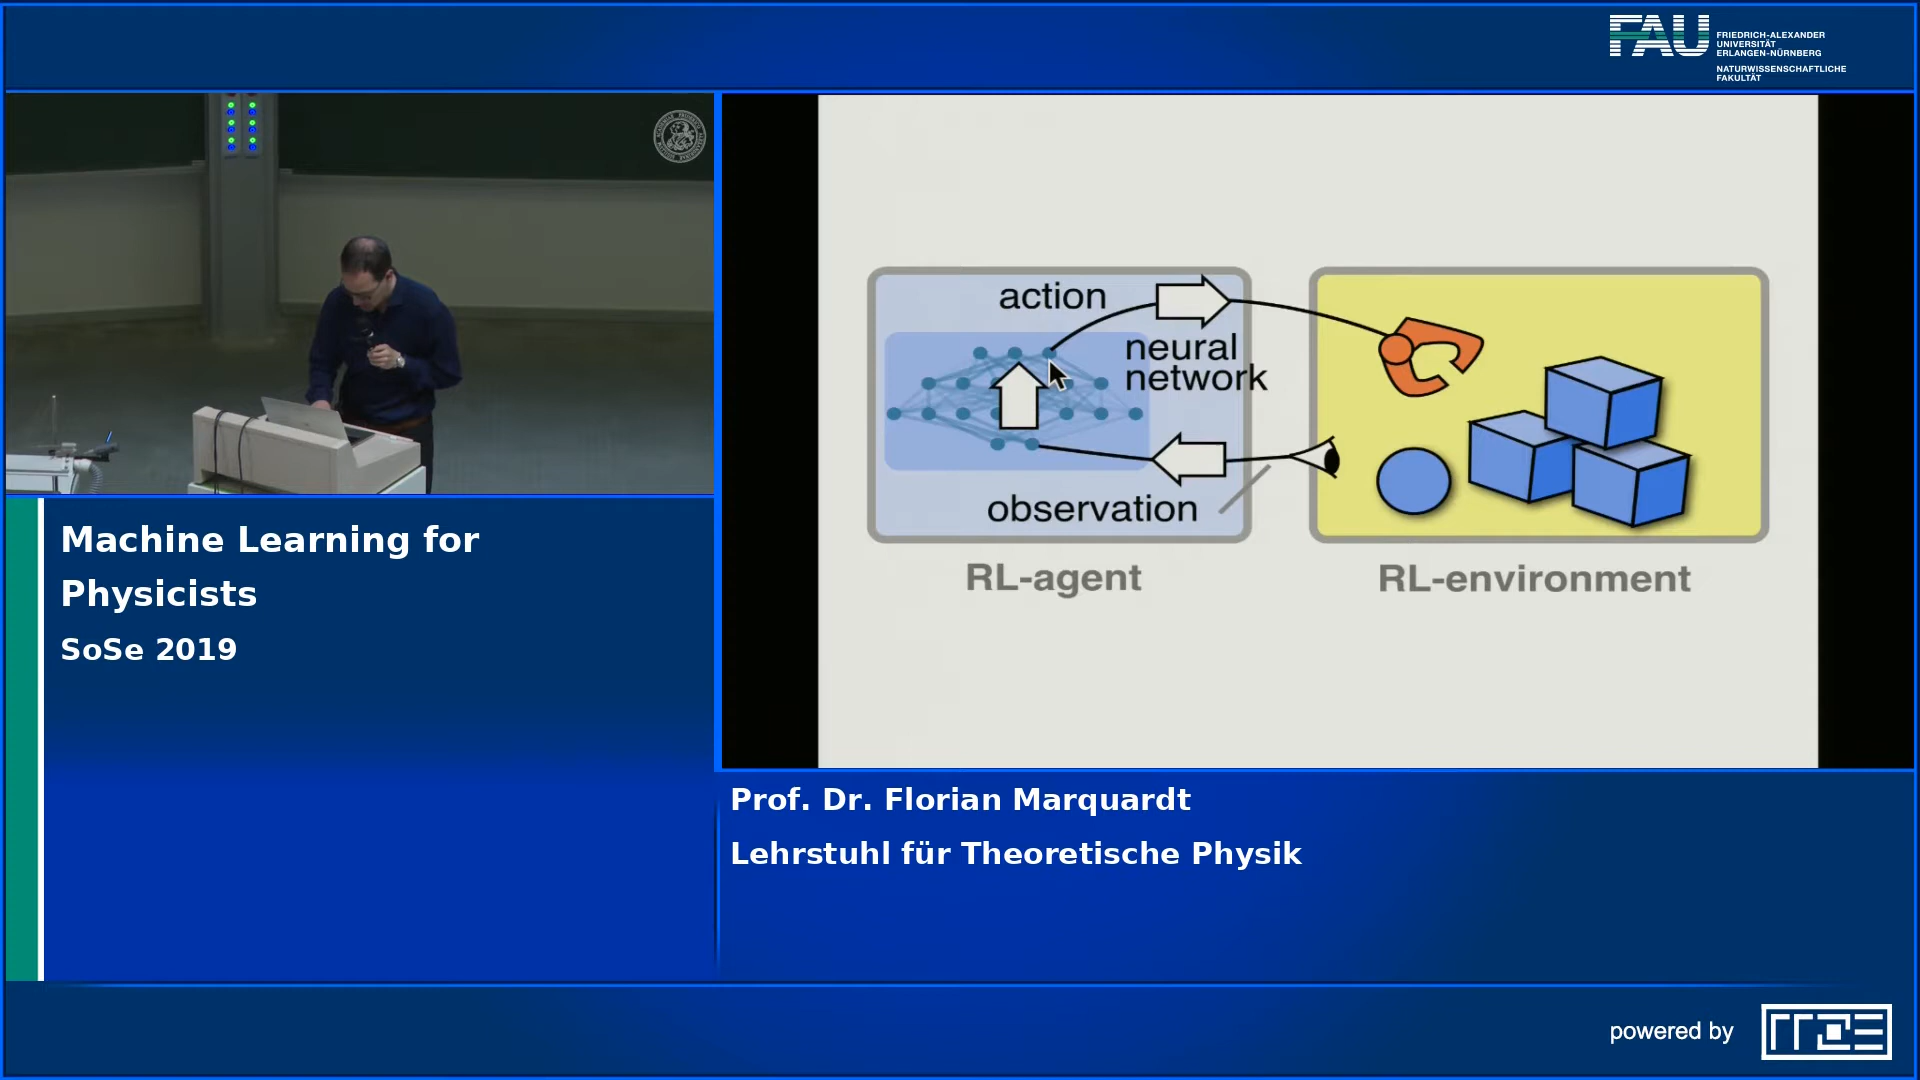 FAU
FRIEDRICH-ALEXANDER
UNIVERSITÄT
ERLANGEN-NÜRNBERG
NATURWISSENSCHAFTLICHE
FAKULTÄT
action
neural
network
observation
RL-agent
RL-environment
Machine Learning for
Physicists
SoSe 2019
Prof. Dr. Florian Marquardt
Lehrstuhl für Theoretische Physik
powered by